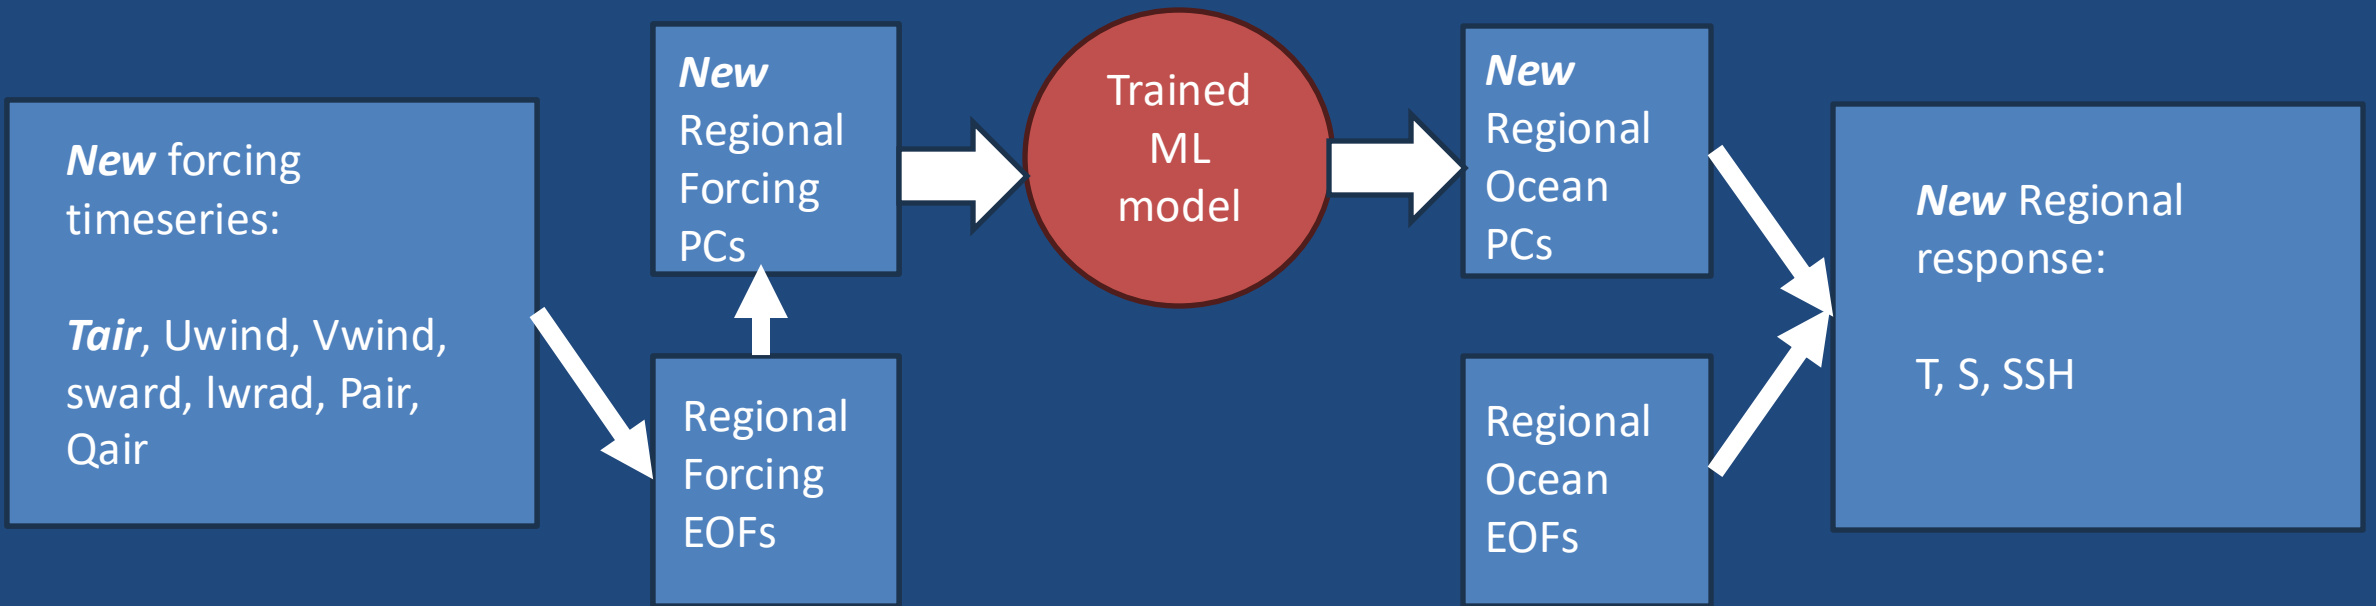 New forcing
timeseries:
Tair, Uwind, Vwind,
sward, lwrad, Pair,
Qair
New
Regional
Forcing
PCs
Regional
Forcing
EOFs
Trained
ML
model
New
Regional
Ocean
PCs
Regional
Ocean
EOFs
New Regional
response:
T, S, SSH